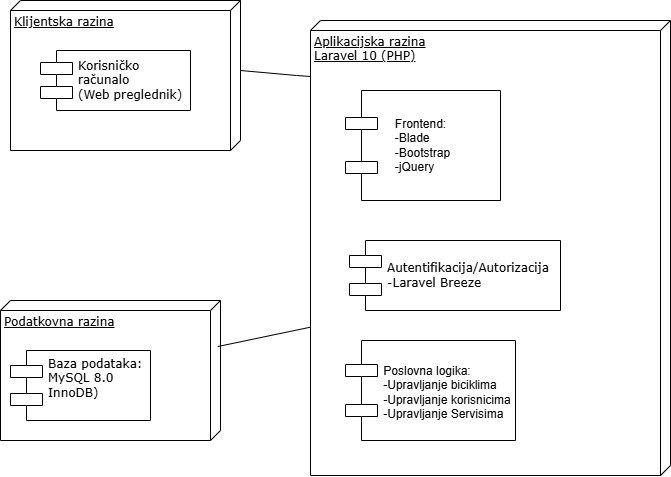 Klijentska razina
Korisničko
računalo
(Web preglednik)
Aplikacijska razina
Laravel 10 (PHP)
Frontend:
-Blade
-Bootstrap
-jQuery
Autentifikacija/Autorizacija
-Laravel Breeze
Podatkovna razina
Baza podataka:
MySQL 8.0
InnoDB)
Poslovna logika:
-Upravljanje biciklima
-Upravljanje korisnicima
-Upravljanje Servisima